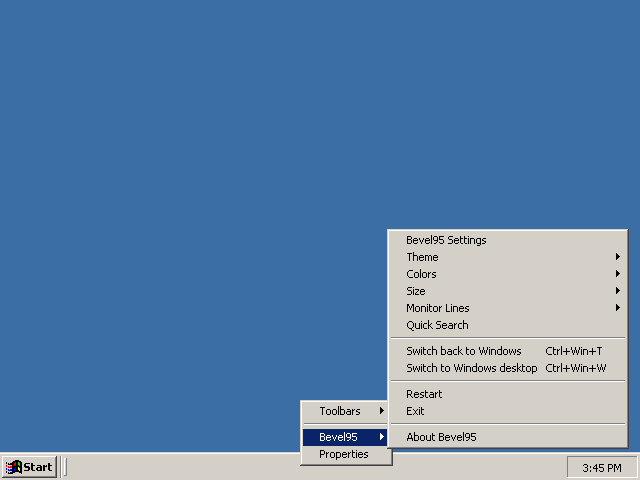 Bevel95 Settings
Theme
Colors
Size
Monitor Lines
Quick Search
Switch back to Windows Ctrl+Win+T
Switch to Windows desktop Ctrl+Win+W
Restart
Exit
About Bevel95
Toolbars
Bevel95
Properties
Start
3:45 PM